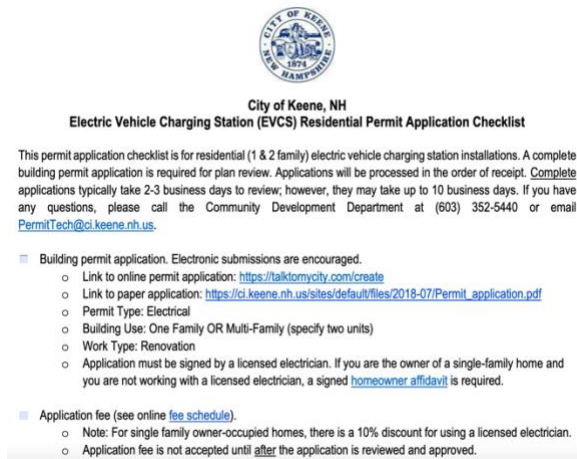 CITY OF KEENE
1874
NEW HAMPSHIRE
City of Keene, NH
Electric Vehicle Charging Station (EVCS) Residential Permit Application Checklist
This permit application checklist is for residential (1 & 2 family) electric vehicle charging station installations. A complete
building permit application is required for plan review. Applications will be processed in the order of receipt. Complete
applications typically take 2-3 business days to review; however, they may take up to 10 business days. If you have
any questions, please call the Community Development Department at (603) 352-5440 or email
PermitTech@ci.keene.nh.us.
Building permit application. Electronic submissions are encouraged.
o Link to online permit application: https://talktomycity.com/create
o Link to paper application: https://ci.keene.nh.us/sites/default/files/2018-07/Permit_application.pdf
o Permit Type: Electrical
o Building Use: One Family OR Multi-Family (specify two units)
o Work Type: Renovation
o Application must be signed by a licensed electrician. If you are the owner of a single-family home and
you are not working with a licensed electrician, a signed homeowner affidavit is required.
Application fee (see online fee schedule).
o Note: For single family owner-occupied homes, there is a 10% discount for using a licensed electrician.
o Application fee is not accepted until after the application is reviewed and approved.